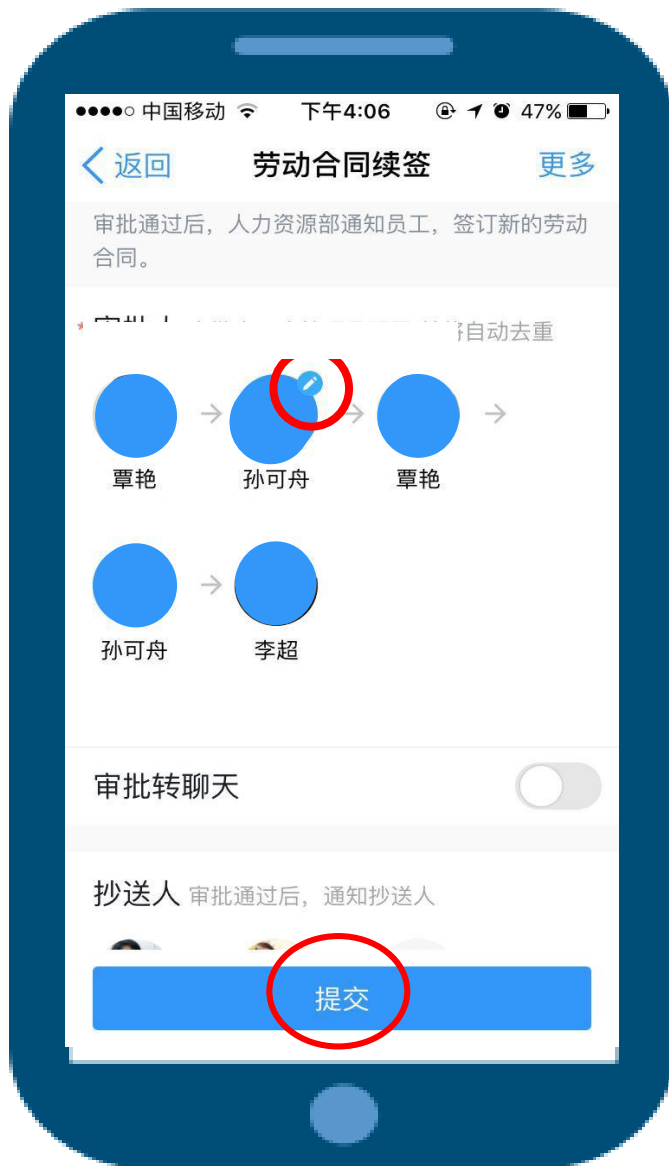 中国移动 下午4:06 47%
返回 劳动合同续签 更多
审批通过后，人力资源部通知员工，签订新的劳动
合同。
自动去重
覃艳 孙可舟 覃艳
孙可舟 李超
审批转聊天
抄送人 审批通过后，通知抄送人
提交